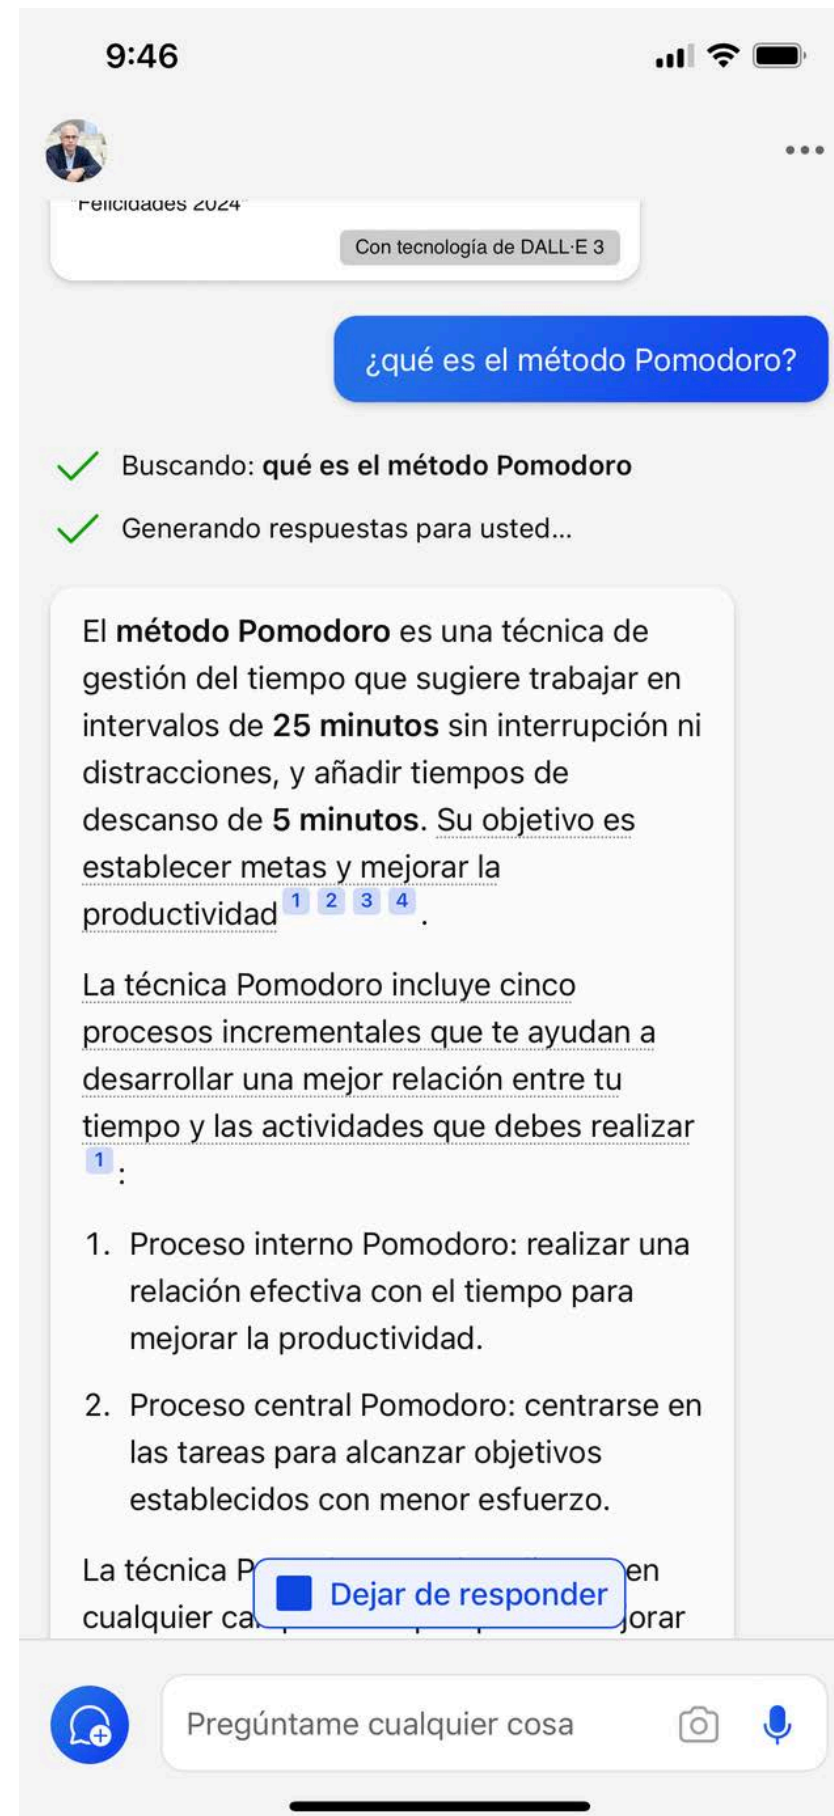 9:46
"Felicidades 2024"
Con tecnología de DALL·E 3
¿qué es el método Pomodoro?
Buscando: qué es el método Pomodoro
Generando respuestas para usted...
El método Pomodoro es una técnica de
gestión del tiempo que sugiere trabajar en
intervalos de 25 minutos sin interrupción ni
distracciones, y añadir tiempos de
descanso de 5 minutos. Su objetivo es
establecer metas y mejorar la
productividad 1 2 3 4 .
La técnica Pomodoro incluye cinco
procesos incrementales que te ayudan a
desarrollar una mejor relación entre tu
tiempo y las actividades que debes realizar
1 :
1. Proceso interno Pomodoro: realizar una
relación efectiva con el tiempo para
mejorar la productividad.
2. Proceso central Pomodoro: centrarse en
las tareas para alcanzar objetivos
establecidos con menor esfuerzo.
La técnica P en
cualquier ca jorar
Dejar de responder
Pregúntame cualquier cosa